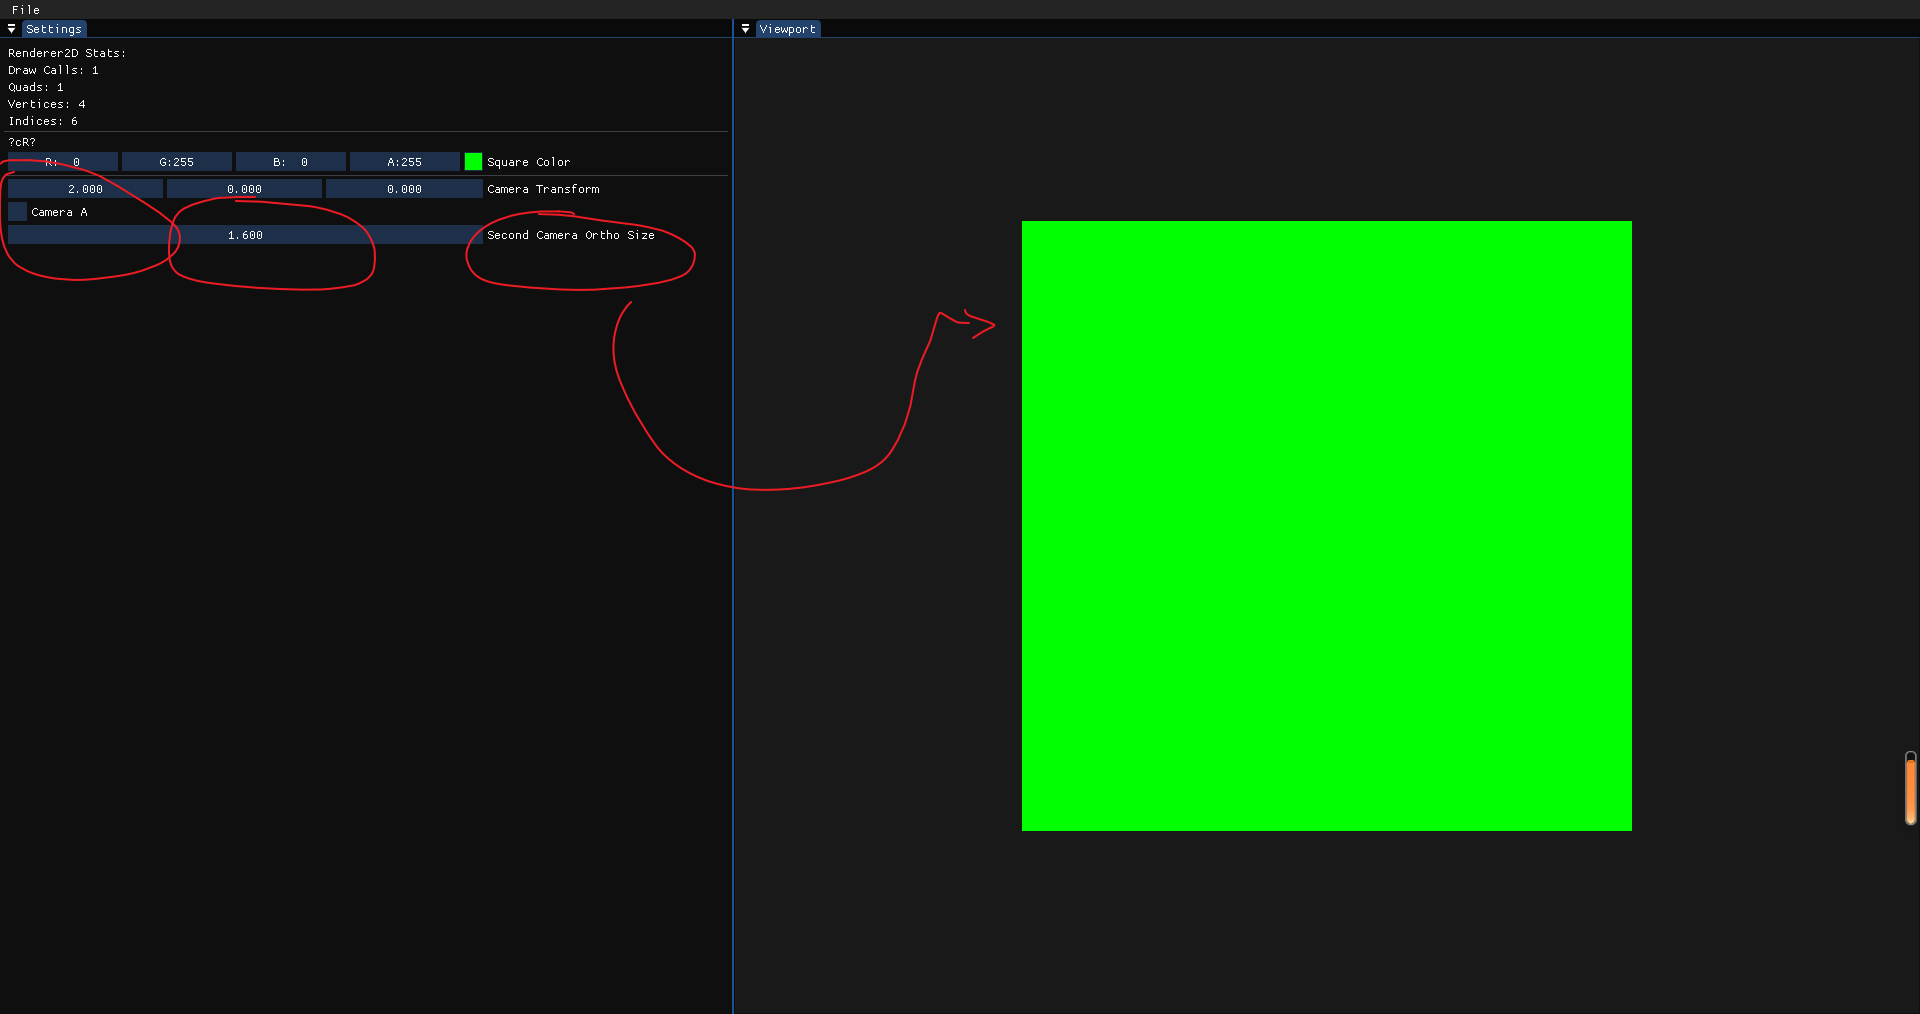 File
Settings
Viewport
Renderer2D Stats:
Draw Calls: 1
Quads: 1
Vertices: 4
Indices: 6
?cR?
R: 0 G:255 B: 0 A:255 Square Color
2.000 0.000 0.000 Camera Transform
Camera A
1.600 Second Camera Ortho Size